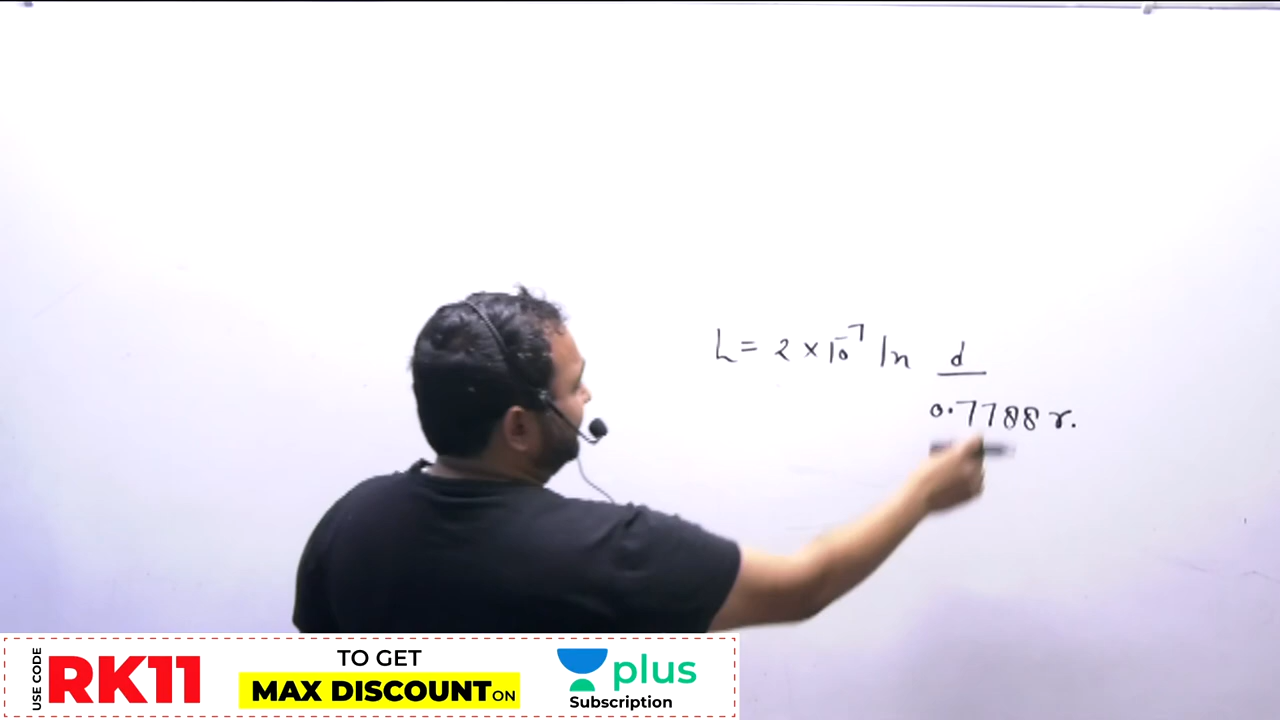 L = 2 × 10⁻⁷ ln d
0.7788 r.
USE CODE
RK11
TO GET
MAX DISCOUNT ON
plus
Subscription